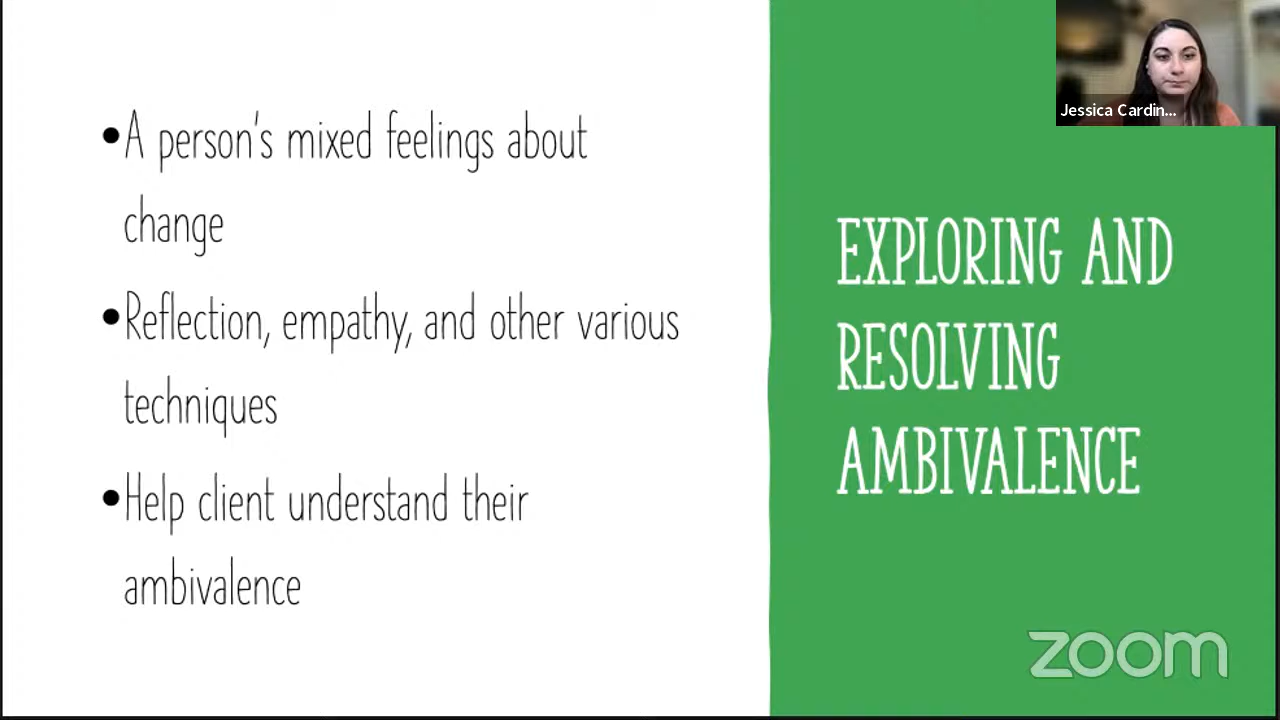 •A person's mixed feelings about
change
•Reflection, empathy, and other various
techniques
•Help client understand their
ambivalence
Jessica Cardin...
EXPLORING AND
RESOLVING
AMBIVALENCE
zoom